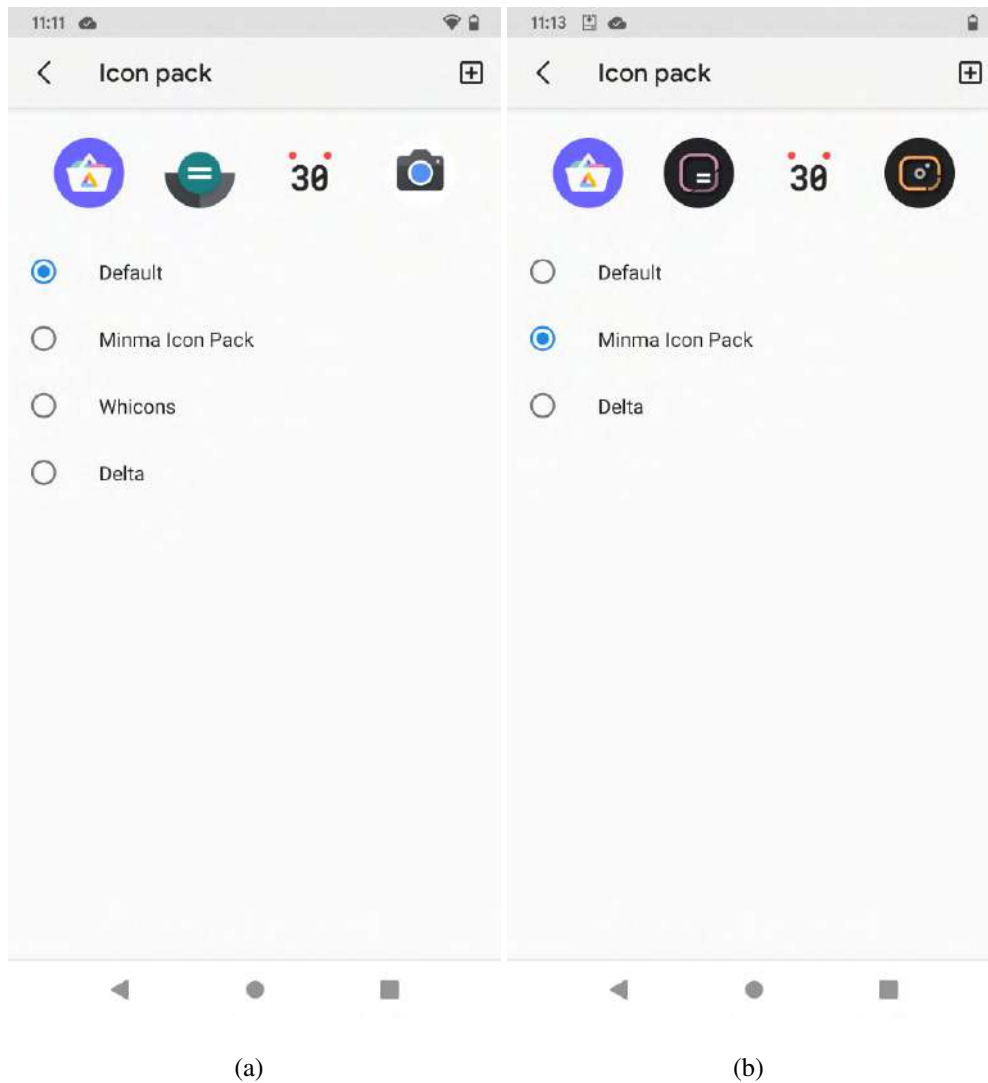 11:11
Icon pack
30
Default
Minma Icon Pack
Whicons
Delta
(a)
11:13
Icon pack
30
Default
Minma Icon Pack
Delta
(b)